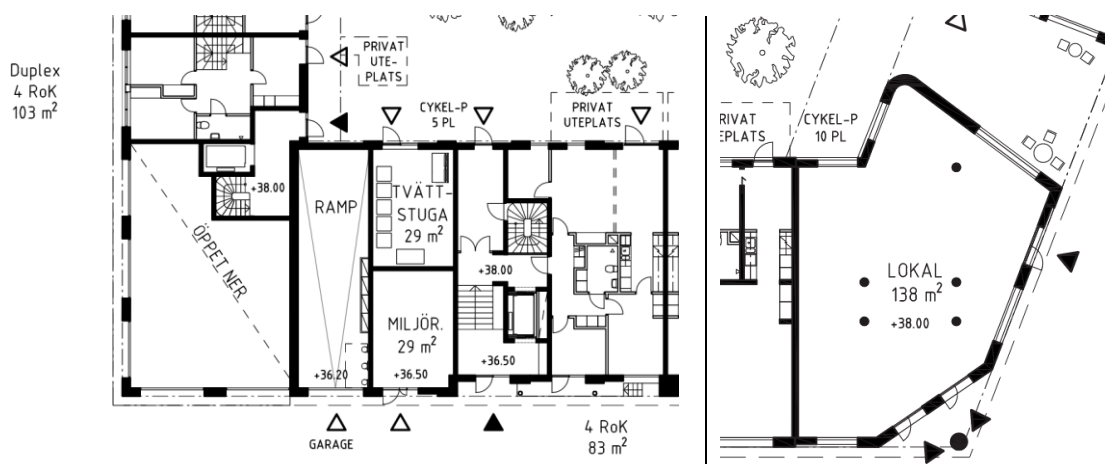 Duplex
4 RoK
103 m²
PRIVAT
UTE-
PLATS
CYKEL-P
5 PL
PRIVAT
UTEPLATS
+38.00
ÖPPET NER
RAMP
TVÄTT-
STUGA
29 m²
+38.00
MILJÖR.
29 m²
+36.20
+36.50
+36.50
GARAGE
4 RoK
83 m²
RIVAT
EPLATS
CYKEL-P
10 PL
LOKAL
138 m²
+38.00